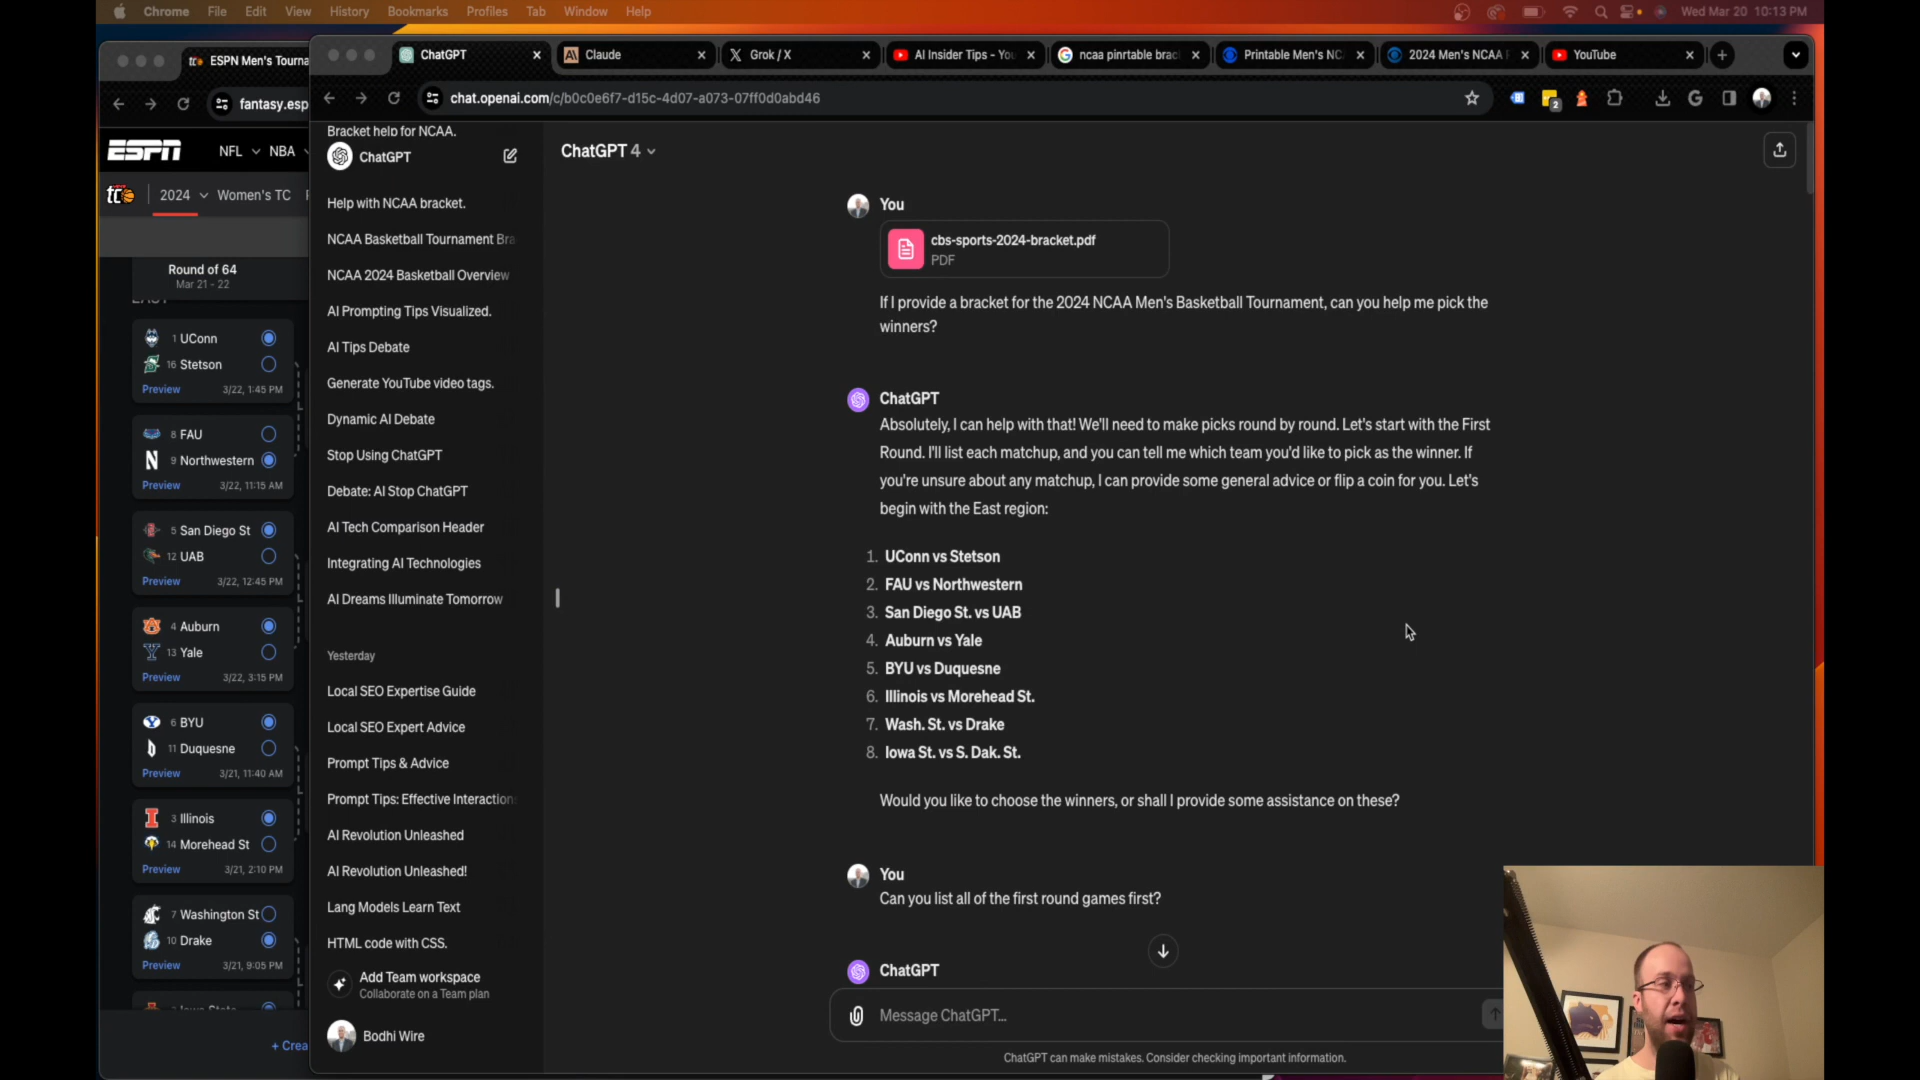 Chrome File Edit View History Bookmarks Profiles Tab Window Help
Wed Mar 20 10:13 PM
ESPN Men's Tourna
ChatGPT
Claude
Grok / X
AI Insider Tips - You
ncaa pinrtable brac
Printable Men's NC
2024 Men's NCAA
YouTube
fantasy.esp
chat.openai.com/c/b0c0e6f7-d15c-4d07-a073-07ff0d0abd46
2
ESPN
NFL
NBA
tc
2024
Women's TC
Round of 64
Mar 21 - 22
1 UConn
16 Stetson
Preview
3/22, 1:45 PM
8 FAU
9 Northwestern
Preview
3/22, 11:15 AM
5 San Diego St
12 UAB
Preview
3/22, 12:45 PM
4 Auburn
13 Yale
Preview
3/22, 3:15 PM
6 BYU
11 Duquesne
Preview
3/21, 11:40 AM
3 Illinois
14 Morehead St
Preview
3/21, 2:10 PM
7 Washington St
10 Drake
Preview
3/21, 9:05 PM
+ Crea
Bracket help for NCAA.
ChatGPT
Help with NCAA bracket.
NCAA Basketball Tournament Bra
NCAA 2024 Basketball Overview
AI Prompting Tips Visualized.
AI Tips Debate
Generate YouTube video tags.
Dynamic AI Debate
Stop Using ChatGPT
Debate: AI Stop ChatGPT
AI Tech Comparison Header
Integrating AI Technologies
AI Dreams Illuminate Tomorrow
Yesterday
Local SEO Expertise Guide
Local SEO Expert Advice
Prompt Tips & Advice
Prompt Tips: Effective Interaction
AI Revolution Unleashed
AI Revolution Unleashed!
Lang Models Learn Text
HTML code with CSS.
Add Team workspace
Collaborate on a Team plan
Bodhi Wire
ChatGPT 4
You
cbs-sports-2024-bracket.pdf
PDF
If I provide a bracket for the 2024 NCAA Men's Basketball Tournament, can you help me pick the
winners?
ChatGPT
Absolutely, I can help with that! We'll need to make picks round by round. Let's start with the First
Round. I'll list each matchup, and you can tell me which team you'd like to pick as the winner. If
you're unsure about any matchup, I can provide some general advice or flip a coin for you. Let's
begin with the East region:
1. UConn vs Stetson
2. FAU vs Northwestern
3. San Diego St. vs UAB
4. Auburn vs Yale
5. BYU vs Duquesne
6. Illinois vs Morehead St.
7. Wash. St. vs Drake
8. Iowa St. vs S. Dak. St.
Would you like to choose the winners, or shall I provide some assistance on these?
You
Can you list all of the first round games first?
ChatGPT
Message ChatGPT...
ChatGPT can make mistakes. Consider checking important information.